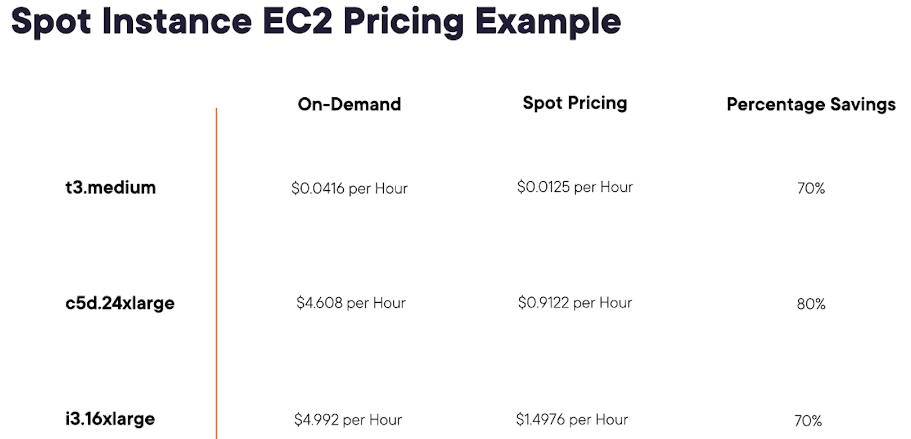 Spot Instance EC2 Pricing Example
On-Demand Spot Pricing Percentage Savings
t3.medium $0.0416 per Hour $0.0125 per Hour 70%
c5d.24xlarge $4.608 per Hour $0.9122 per Hour 80%
i3.16xlarge $4.992 per Hour $1.4976 per Hour 70%